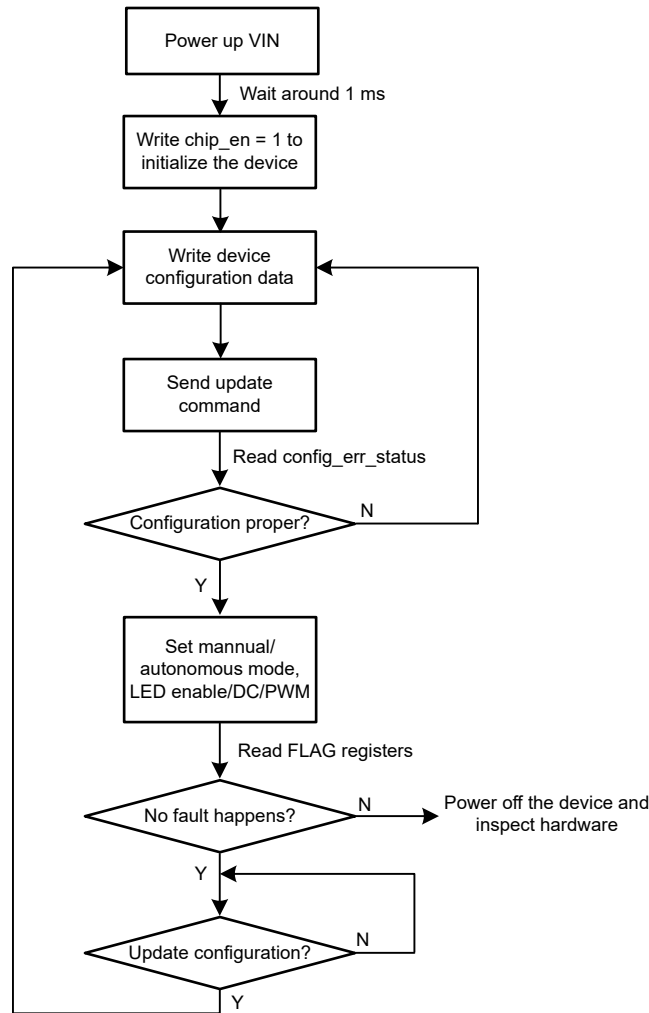 Power up VIN
Wait around 1 ms
Write chip_en = 1 to
initialize the device
Write device
configuration data
Send update
command
Read config_err_status
Configuration proper?
N
Y
Set mannual/
autonomous mode,
LED enable/DC/PWM
Read FLAG registers
No fault happens?
N
Power off the device and
inspect hardware
Y
Update configuration?
N
Y